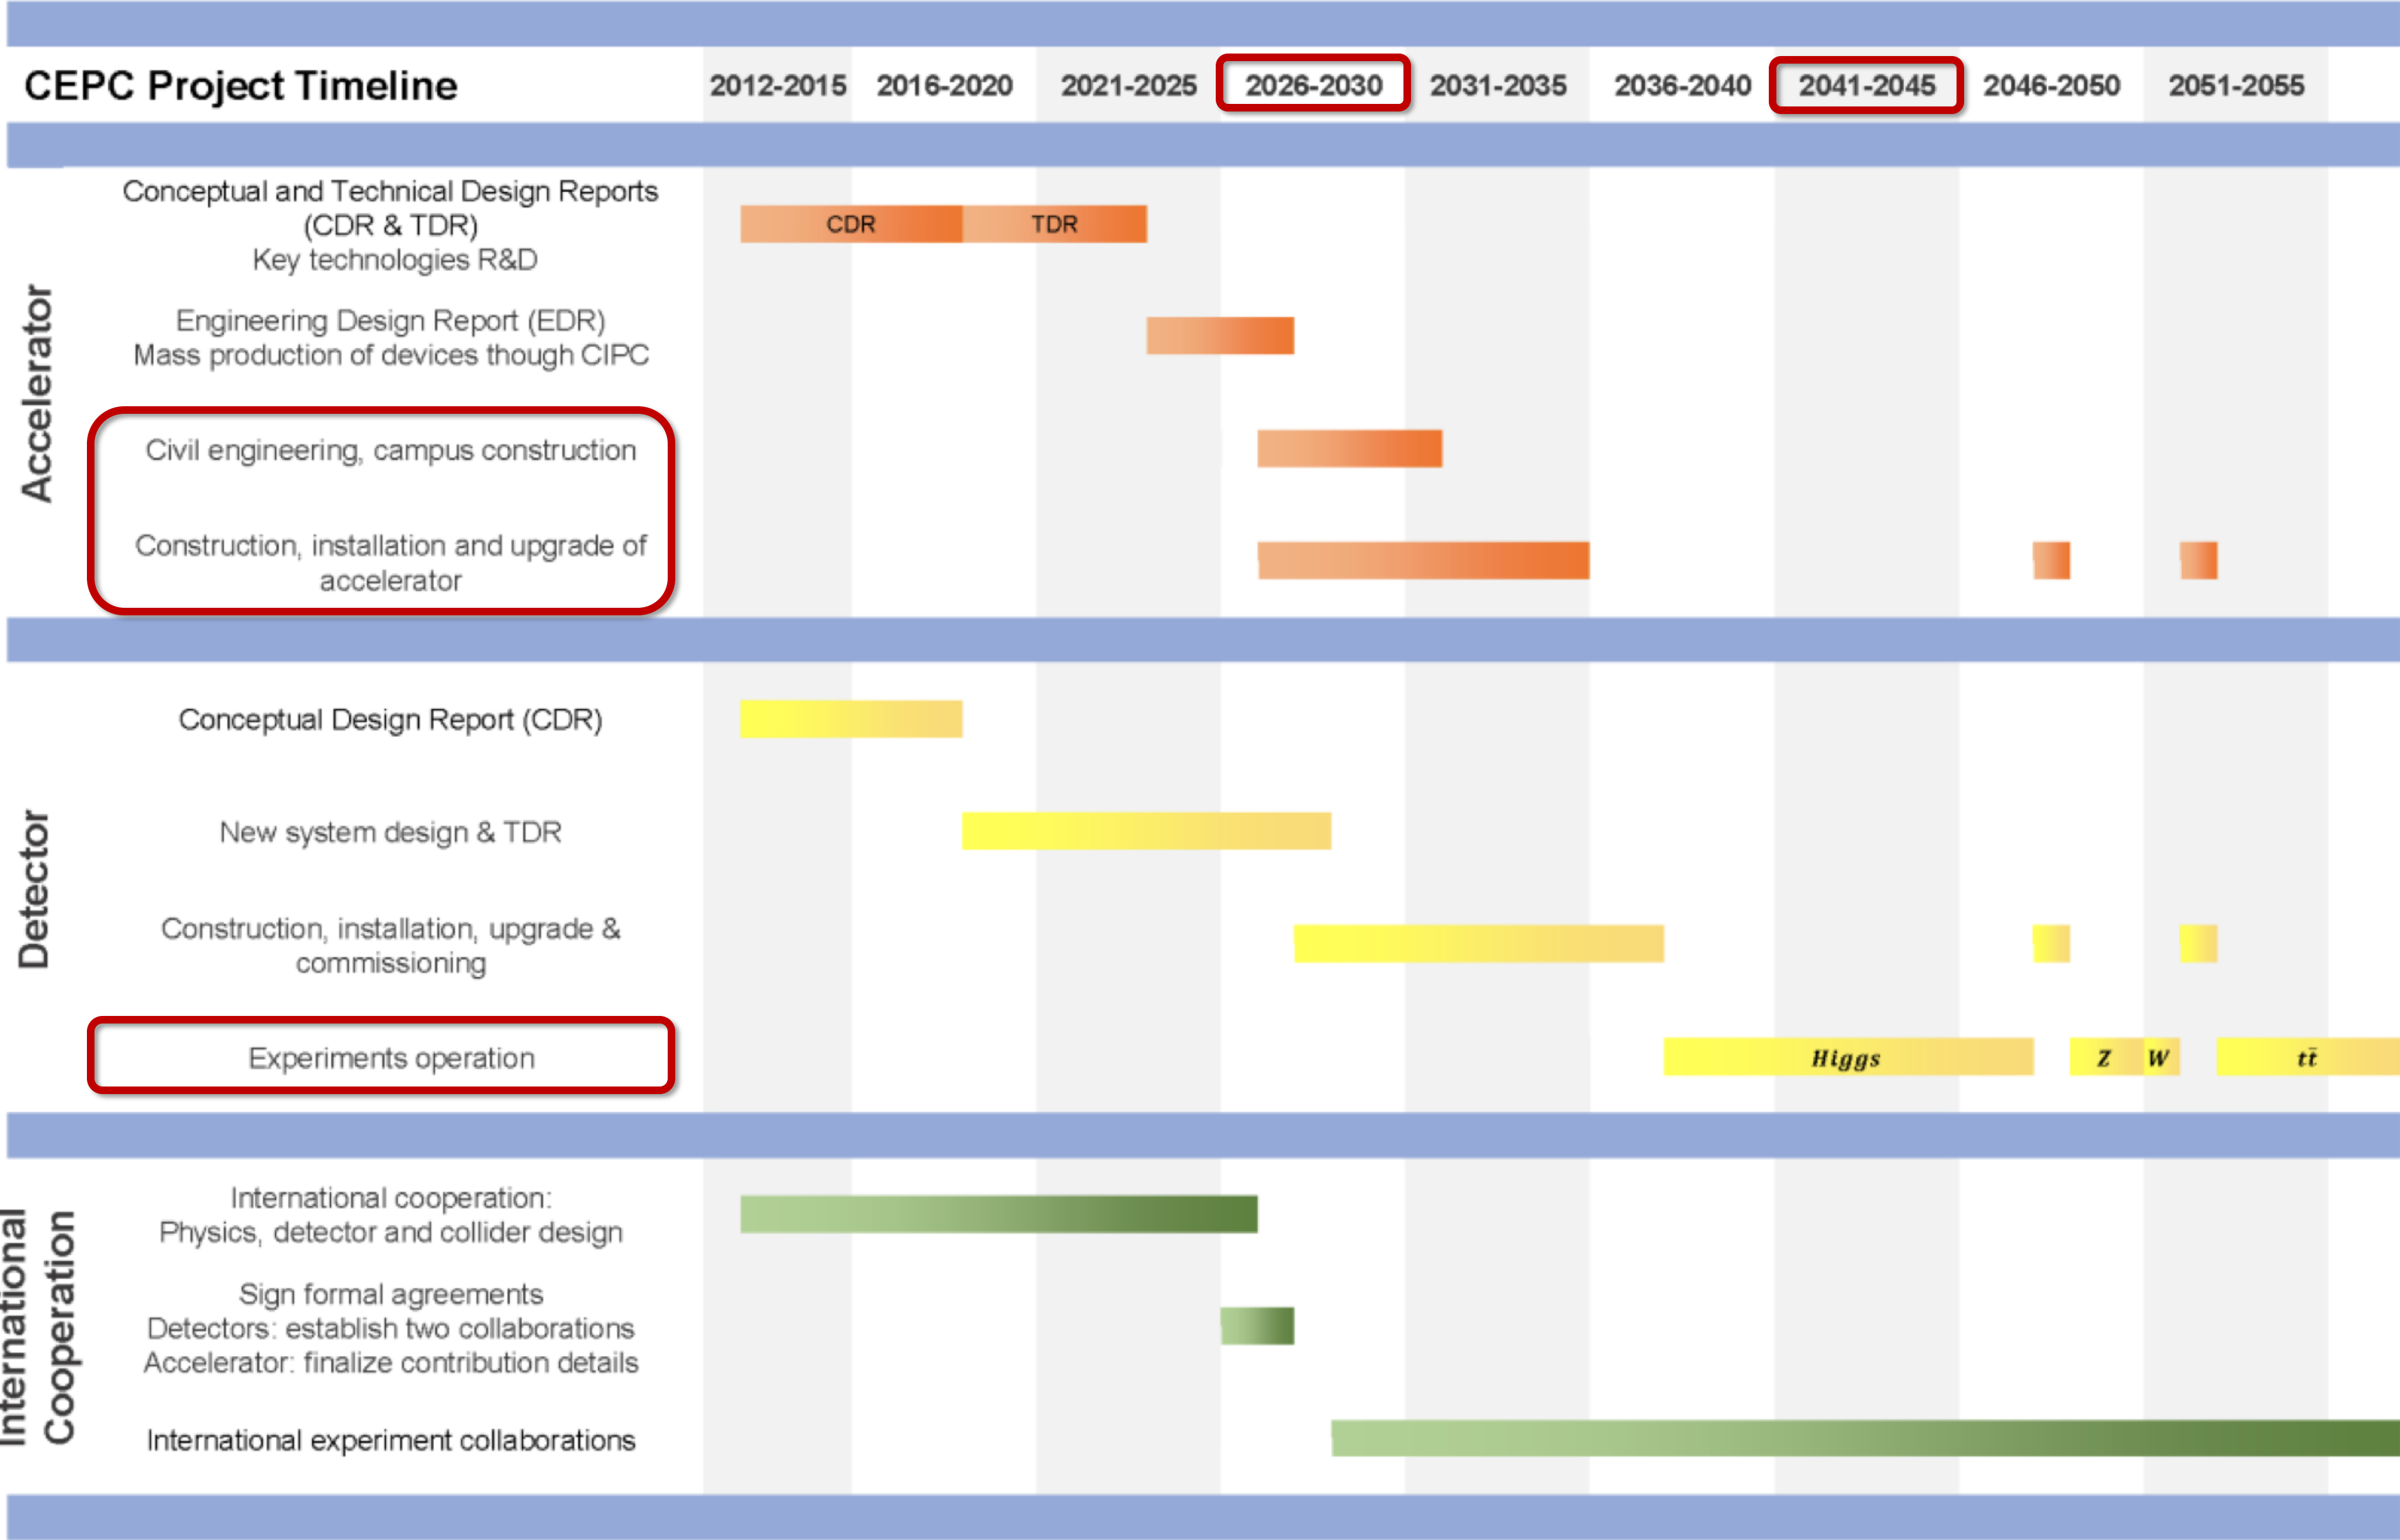 CEPC Project Timeline 2012-2015 2016-2020 2021-2025 2026-2030 2031-2035 2036-2040 2041-2045 2046-2050 2051-2055
Accelerator
Conceptual and Technical Design Reports
(CDR & TDR)
Key technologies R&D
CDR TDR
Engineering Design Report (EDR)
Mass production of devices though CIPC
Civil engineering, campus construction
Construction, installation and upgrade of
accelerator
Detector
Conceptual Design Report (CDR)
New system design & TDR
Construction, installation, upgrade &
commissioning
Experiments operation
Higgs Z W tt̄
International
Cooperation
International cooperation:
Physics, detector and collider design
Sign formal agreements
Detectors: establish two collaborations
Accelerator: finalize contribution details
International experiment collaborations